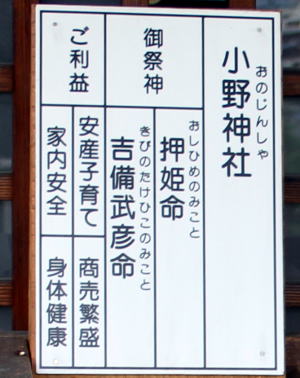 小野神社
おのじんしゃ
御祭神
押姫命
おしひめのみこと
吉備武彦命
きびのたけひこのみこと
ご利益
安産子育て
商売繁盛
家内安全
身体健康